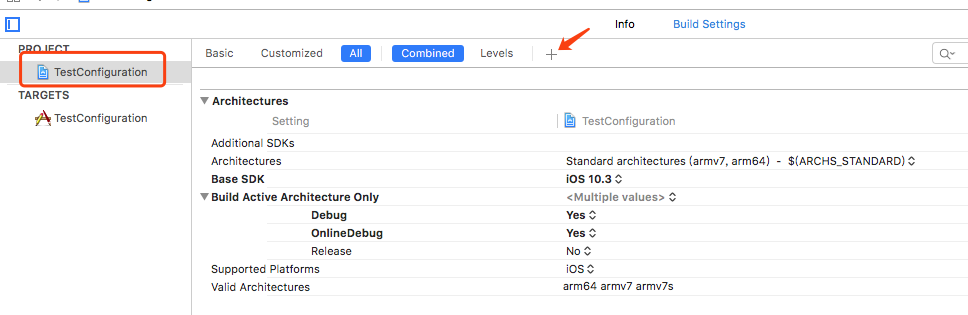 Info Build Settings
PROJECT
TestConfiguration
TARGETS
TestConfiguration
Basic Customized All Combined Levels +
Architectures
Setting TestConfiguration
Additional SDKs
Architectures Standard architectures (armv7, arm64) - $(ARCHS_STANDARD)
Base SDK iOS 10.3
Build Active Architecture Only <Multiple values>
Debug Yes
OnlineDebug Yes
Release No
Supported Platforms iOS
Valid Architectures arm64 armv7 armv7s